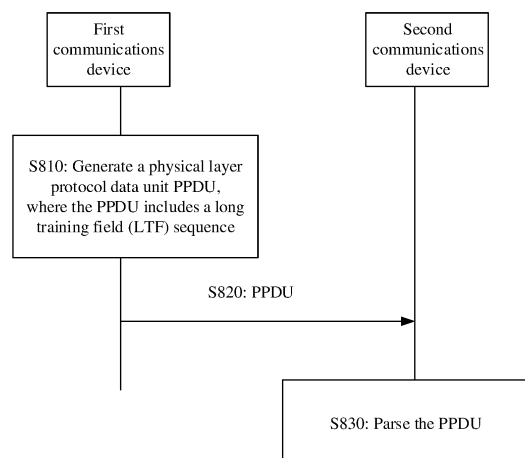 First
communications
device
Second
communications
device
S810: Generate a physical layer
protocol data unit PPDU,
where the PPDU includes a long
training field (LTF) sequence
S820: PPDU
S830: Parse the PPDU